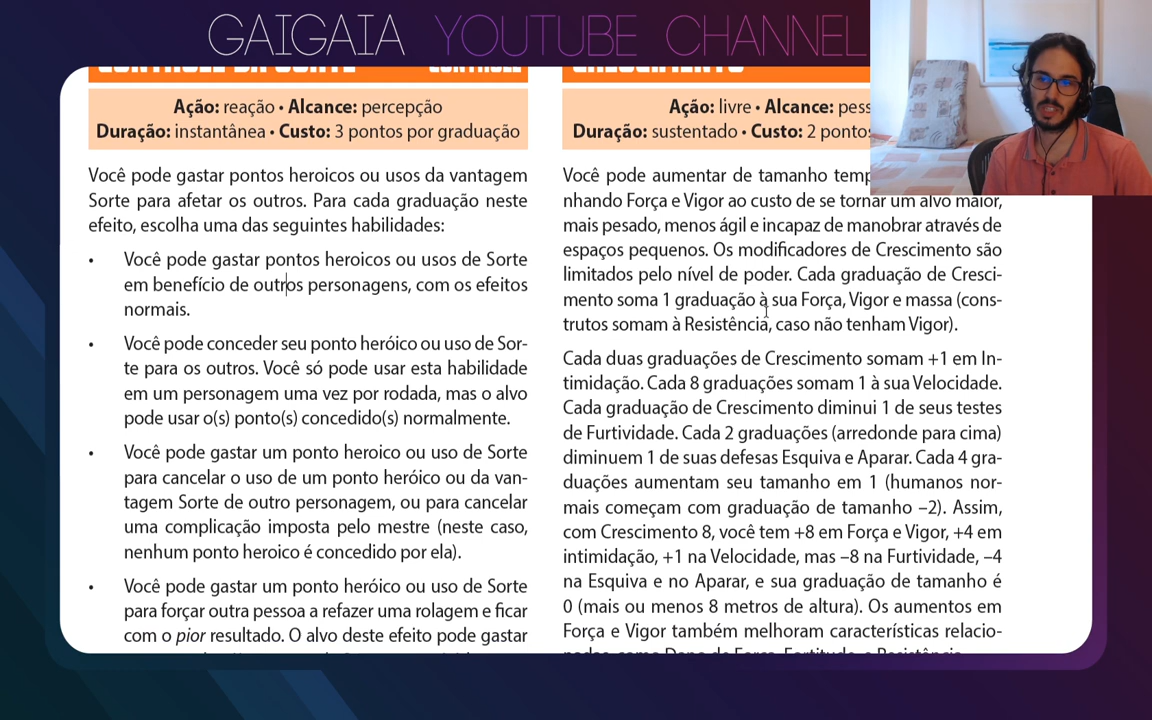 GAIGAIA YOUTUBE CHANNEL
CONTROLE DA SORTE CONTROLE
Ação: reação • Alcance: percepção
Duração: instantânea • Custo: 3 pontos por graduação
Você pode gastar pontos heroicos ou usos da vantagem
Sorte para afetar os outros. Para cada graduação neste
efeito, escolha uma das seguintes habilidades:
• Você pode gastar pontos heroicos ou usos de Sorte
em benefício de outros personagens, com os efeitos
normais.
• Você pode conceder seu ponto heróico ou uso de Sor-
te para os outros. Você só pode usar esta habilidade
em um personagem uma vez por rodada, mas o alvo
pode usar o(s) ponto(s) concedido(s) normalmente.
• Você pode gastar um ponto heroico ou uso de Sorte
para cancelar o uso de um ponto heróico ou da van-
tagem Sorte de outro personagem, ou para cancelar
uma complicação imposta pelo mestre (neste caso,
nenhum ponto heroico é concedido por ela).
• Você pode gastar um ponto heróico ou uso de Sorte
para forçar outra pessoa a refazer uma rolagem e ficar
com o pior resultado. O alvo deste efeito pode gastar
CRESCIMENTO
Ação: livre • Alcance: pess
Duração: sustentado • Custo: 2 pontos
Você pode aumentar de tamanho temp
nhando Força e Vigor ao custo de se tornar um alvo maior,
mais pesado, menos ágil e incapaz de manobrar através de
espaços pequenos. Os modificadores de Crescimento são
limitados pelo nível de poder. Cada graduação de Cresci-
mento soma 1 graduação à sua Força, Vigor e massa (cons-
trutos somam à Resistência, caso não tenham Vigor).
Cada duas graduações de Crescimento somam +1 em In-
timidação. Cada 8 graduações somam 1 à sua Velocidade.
Cada graduação de Crescimento diminui 1 de seus testes
de Furtividade. Cada 2 graduações (arredonde para cima)
diminuem 1 de suas defesas Esquiva e Aparar. Cada 4 gra-
duações aumentam seu tamanho em 1 (humanos nor-
mais começam com graduação de tamanho –2). Assim,
com Crescimento 8, você tem +8 em Força e Vigor, +4 em
intimidação, +1 na Velocidade, mas –8 na Furtividade, –4
na Esquiva e no Aparar, e sua graduação de tamanho é
0 (mais ou menos 8 metros de altura). Os aumentos em
Força e Vigor também melhoram características relacio-
nadas, como Dano de Força, Fortitude, e Resistência.